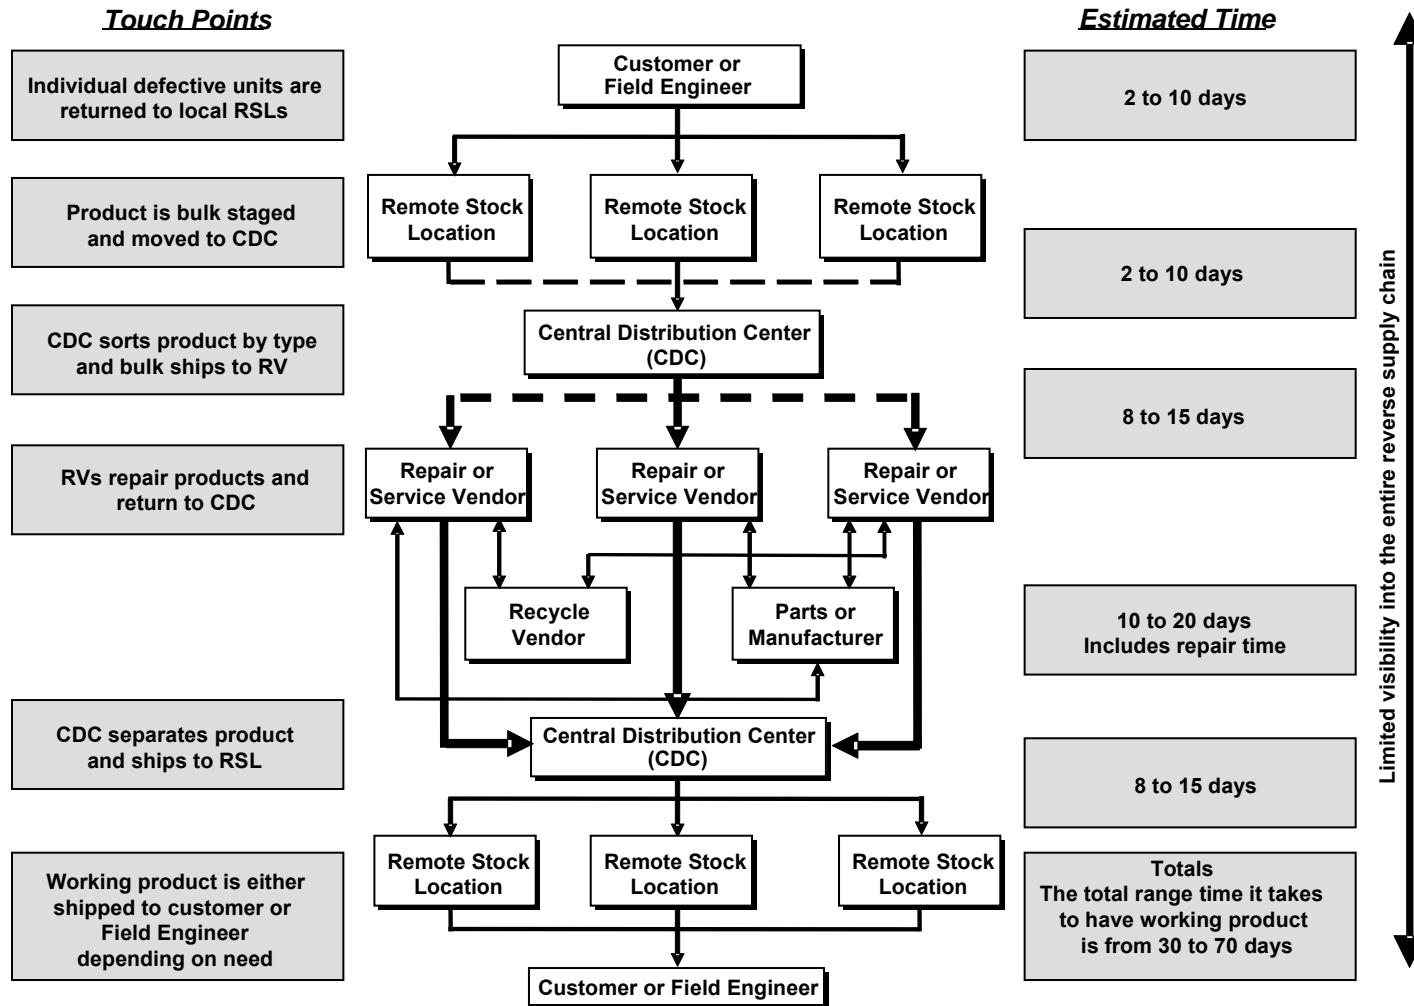 Touch Points
Estimated Time
Individual defective units are
returned to local RSLs
Customer or
Field Engineer
2 to 10 days
Product is bulk staged
and moved to CDC
Remote Stock
Location
Remote Stock
Location
Remote Stock
Location
2 to 10 days
CDC sorts product by type
and bulk ships to RV
Central Distribution Center
(CDC)
8 to 15 days
RVs repair products and
return to CDC
Repair or
Service Vendor
Repair or
Service Vendor
Repair or
Service Vendor
Recycle
Vendor
Parts or
Manufacturer
10 to 20 days
Includes repair time
CDC separates product
and ships to RSL
Central Distribution Center
(CDC)
8 to 15 days
Remote Stock
Location
Remote Stock
Location
Remote Stock
Location
Working product is either
shipped to customer or
Field Engineer
depending on need
Totals
The total range time it takes
to have working product
is from 30 to 70 days
Customer or Field Engineer
Limited visibility into the entire reverse supply chain